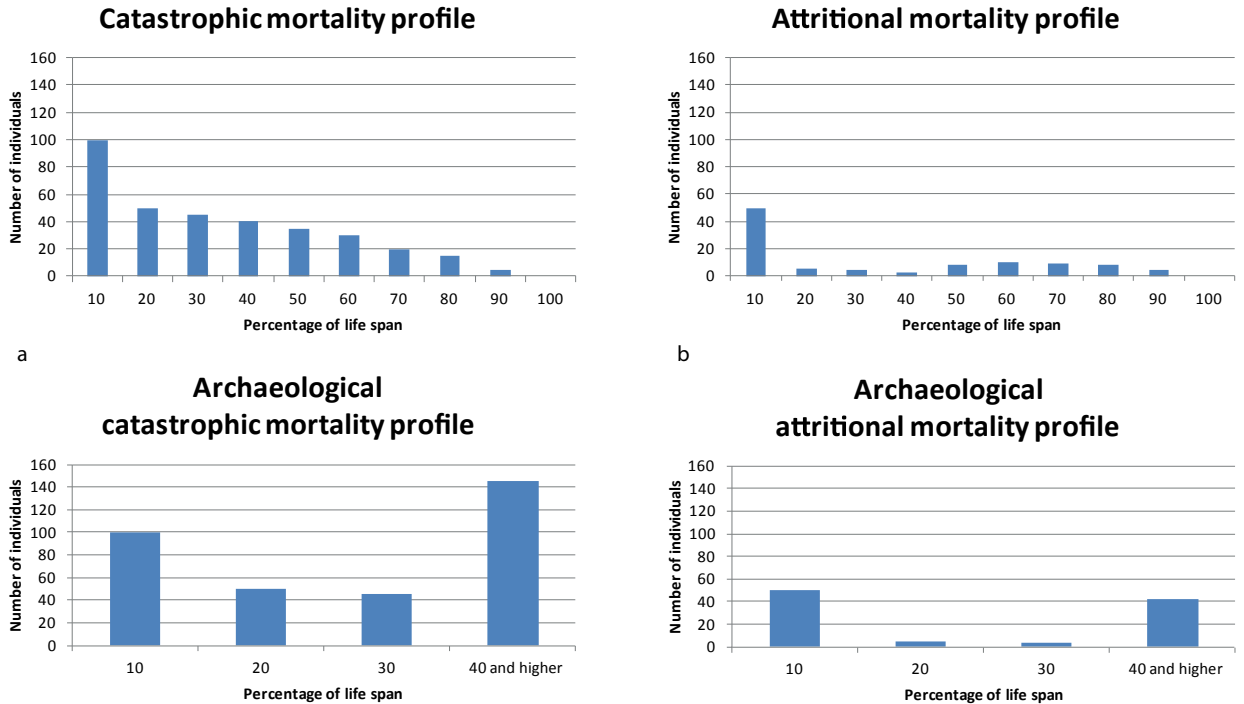 Catastrophic mortality profile
Number of individuals
160
140
120
100
80
60
40
20
0
10 20 30 40 50 60 70 80 90 100
Percentage of life span
a
Attritional mortality profile
Number of individuals
160
140
120
100
80
60
40
20
0
10 20 30 40 50 60 70 80 90 100
Percentage of life span
b
Archaeological
catastrophic mortality profile
Number of individuals
160
140
120
100
80
60
40
20
0
10 20 30 40 and higher
Percentage of life span
Archaeological
attritional mortality profile
Number of individuals
160
140
120
100
80
60
40
20
0
10 20 30 40 and higher
Percentage of life span